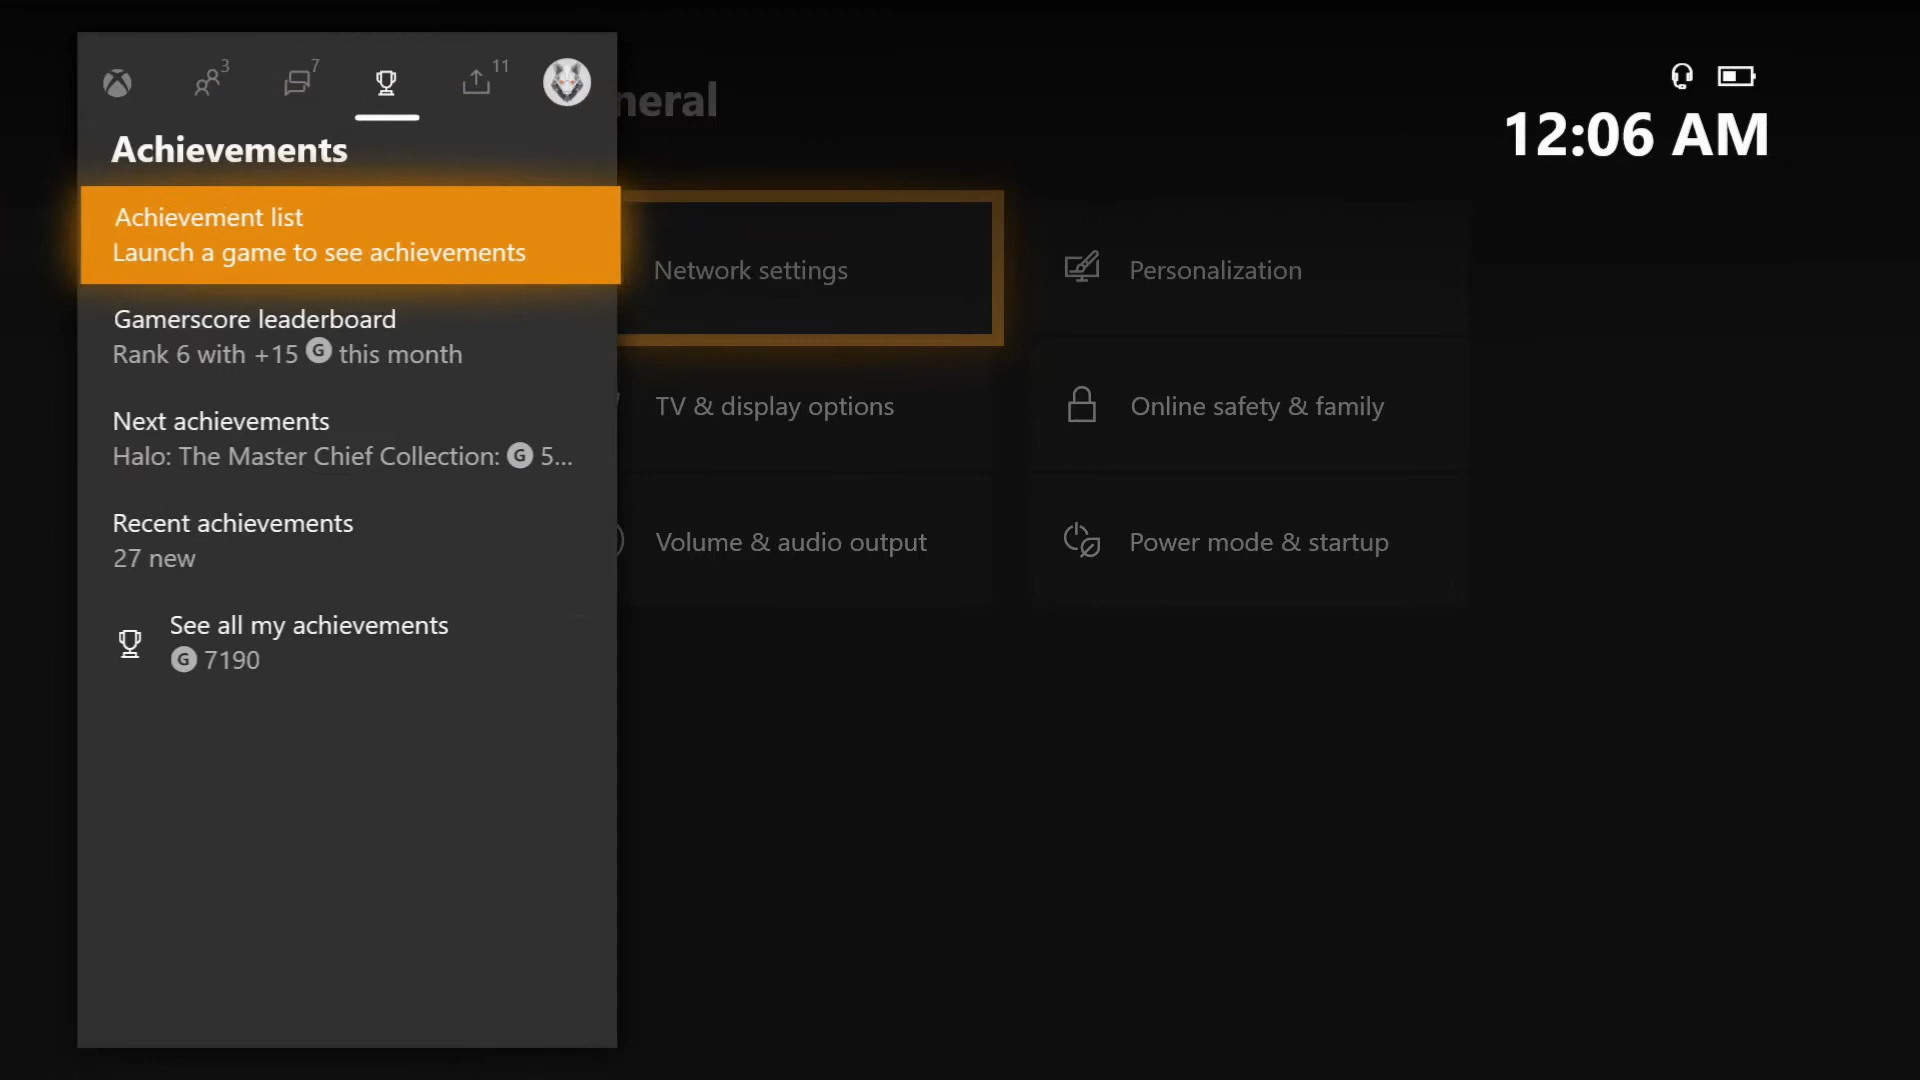 3
7
11
Achievements
Achievement list
Launch a game to see achievements
Gamerscore leaderboard
Rank 6 with +15 G this month
Next achievements
Halo: The Master Chief Collection: G 5...
Recent achievements
27 new
See all my achievements
G 7190
neral
12:06 AM
Network settings
Personalization
TV & display options
Online safety & family
Volume & audio output
Power mode & startup